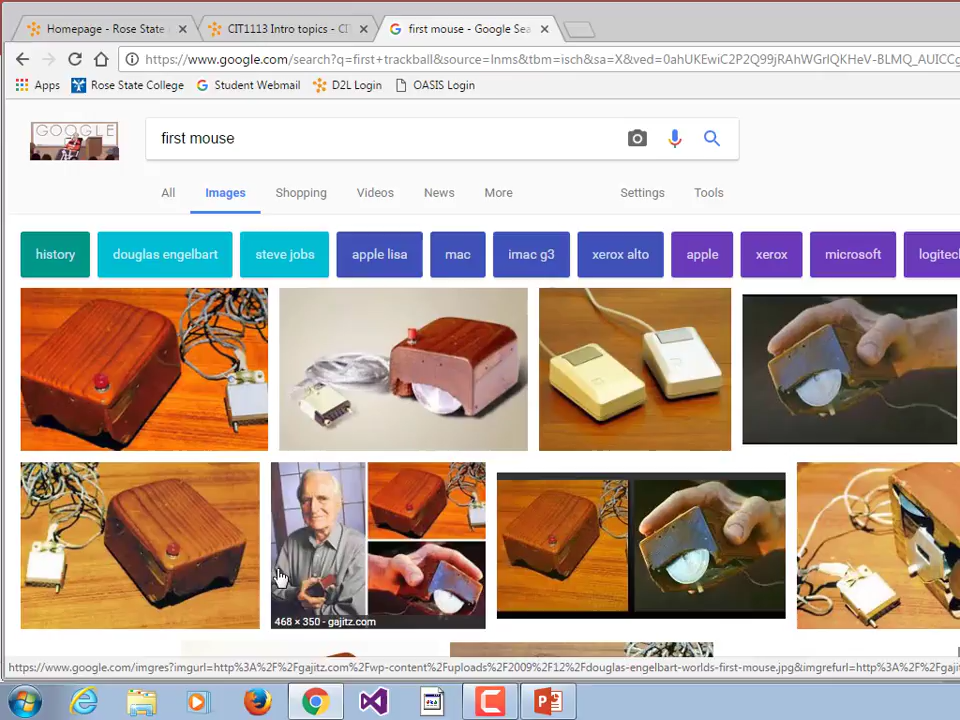 Homepage - Rose State
CIT1113 Intro topics - CI
first mouse - Google Sea
https://www.google.com/search?q=first+trackball&source=lnms&tbm=isch&sa=X&ved=0ahUKEwiC2P2Q99jRAhWGrlQKHeV-BLMQ_AUICCg
Apps
Rose State College
Student Webmail
D2L Login
OASIS Login
GOOGLE
first mouse
All
Images
Shopping
Videos
News
More
Settings
Tools
history
douglas engelbart
steve jobs
apple lisa
mac
imac g3
xerox alto
apple
xerox
microsoft
logitech
468 × 350 - gajitz.com
https://www.google.com/imgres?imgurl=http%3A%2F%2Fgajitz.com%2Fwp-content%2Fuploads%2F2009%2F12%2Fdouglas-engelbart-worlds-first-mouse.jpg&imgrefurl=http%3A%2F%2Fgajit